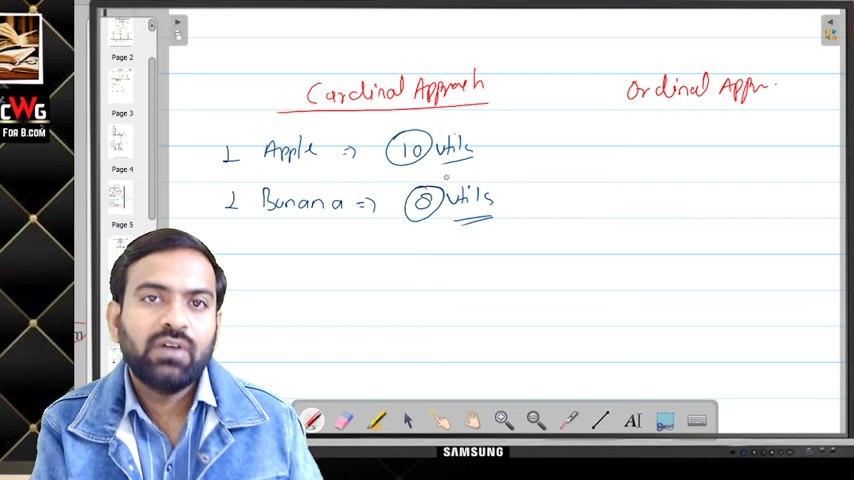 Page 2
Page 3
Page 4
Page 5
CWG
FOR B.COM
Cardinal Approach
Ordinal Appr.
1 Apple => 10 utils
1 Banana => 8 utils
AI
SAMSUNG